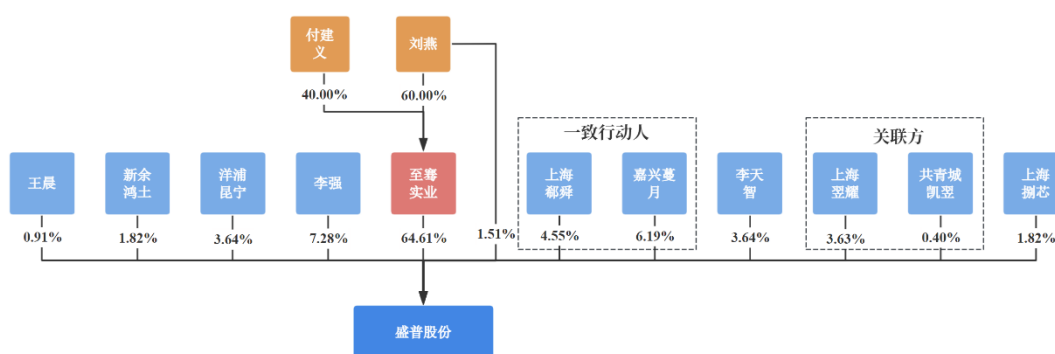 付建
义
刘燕
40.00%
60.00%
一致行动人
关联方
王晨
新余
鸿土
洋浦
昆宁
李强
至骞
实业
上海
郗舜
嘉兴蔓
月
李天
智
上海
翌耀
共青城
凯翌
上海
捌芯
0.91%
1.82%
3.64%
7.28%
64.61%
1.51%
4.55%
6.19%
3.64%
3.63%
0.40%
1.82%
盛普股份